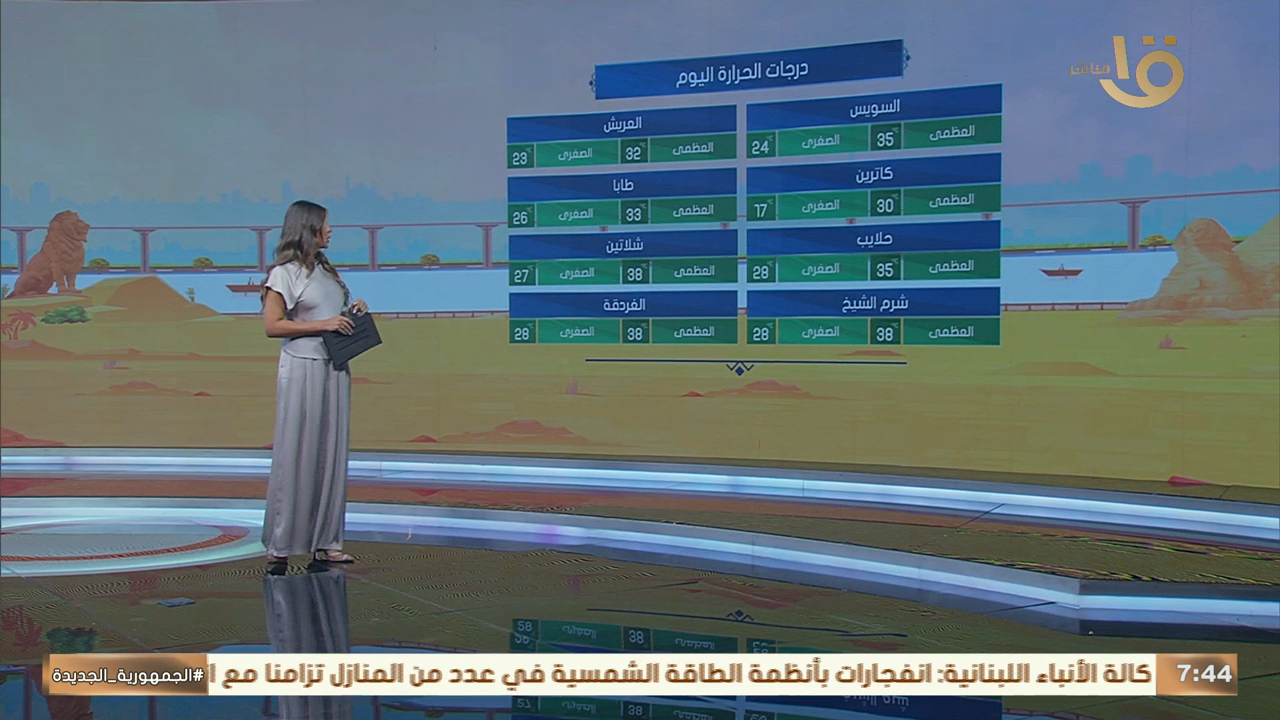 مباشر
درجات الحرارة اليوم
السويس
العظمى 35 الصغرى 24
العريش
العظمى 32 الصغرى 23
كاترين
العظمى 30 الصغرى 17
طابا
العظمى 33 الصغرى 26
حلايب
العظمى 35 الصغرى 28
شلاتين
العظمى 38 الصغرى 27
شرم الشيخ
العظمى 38 الصغرى 28
الغردقة
العظمى 38 الصغرى 28
7:44
كالة الأنباء اللبنانية: انفجارات بأنظمة الطاقة الشمسية في عدد من المنازل تزامنا مع
#الجمهورية_الجديدة